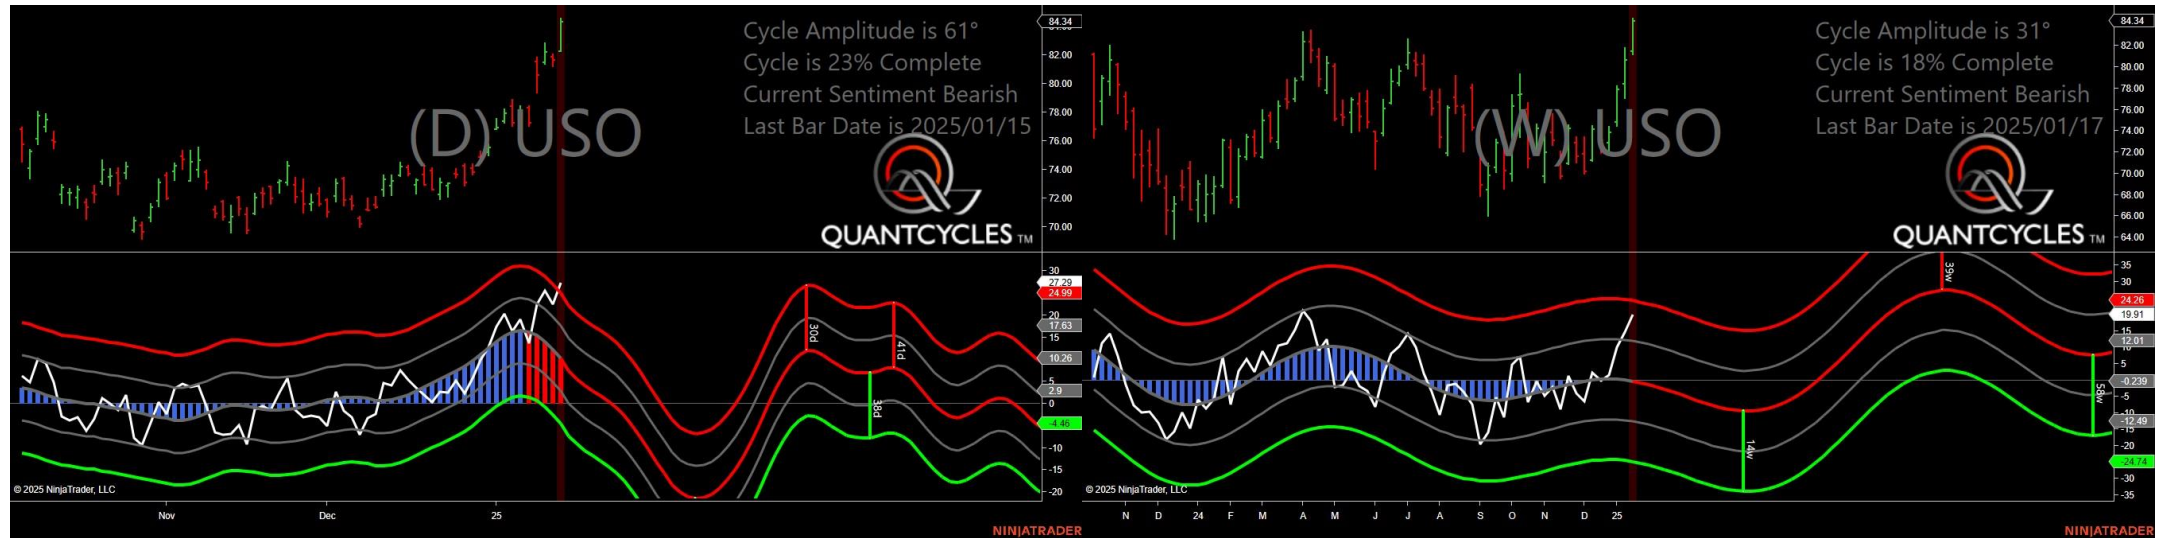 Cycle Amplitude is 61°
Cycle is 23% Complete
Current Sentiment Bearish
Last Bar Date is 2025/01/15
(D) USO
QUANTCYCLES TM
84.34
82.00
80.00
78.00
76.00
74.00
72.00
70.00
30
27.29
24.99
20
17.63
15
10.26
5
2.9
0
-4.46
-10
-15
-20
30d
38d
41d
© 2025 NinjaTrader, LLC
Nov
Dec
25
NINJATRADER
Cycle Amplitude is 31°
Cycle is 18% Complete
Current Sentiment Bearish
Last Bar Date is 2025/01/17
(W) USO
QUANTCYCLES TM
84.34
82.00
80.00
78.00
76.00
74.00
72.00
70.00
68.00
66.00
64.00
35
30
24.26
19.91
15
12.01
5
-0.239
-5
-10
-12.49
-15
-20
-24.74
-30
-35
14w
39w
58w
© 2025 NinjaTrader, LLC
N D 24 F M A M J J A S O N D 25
NINJATRADER